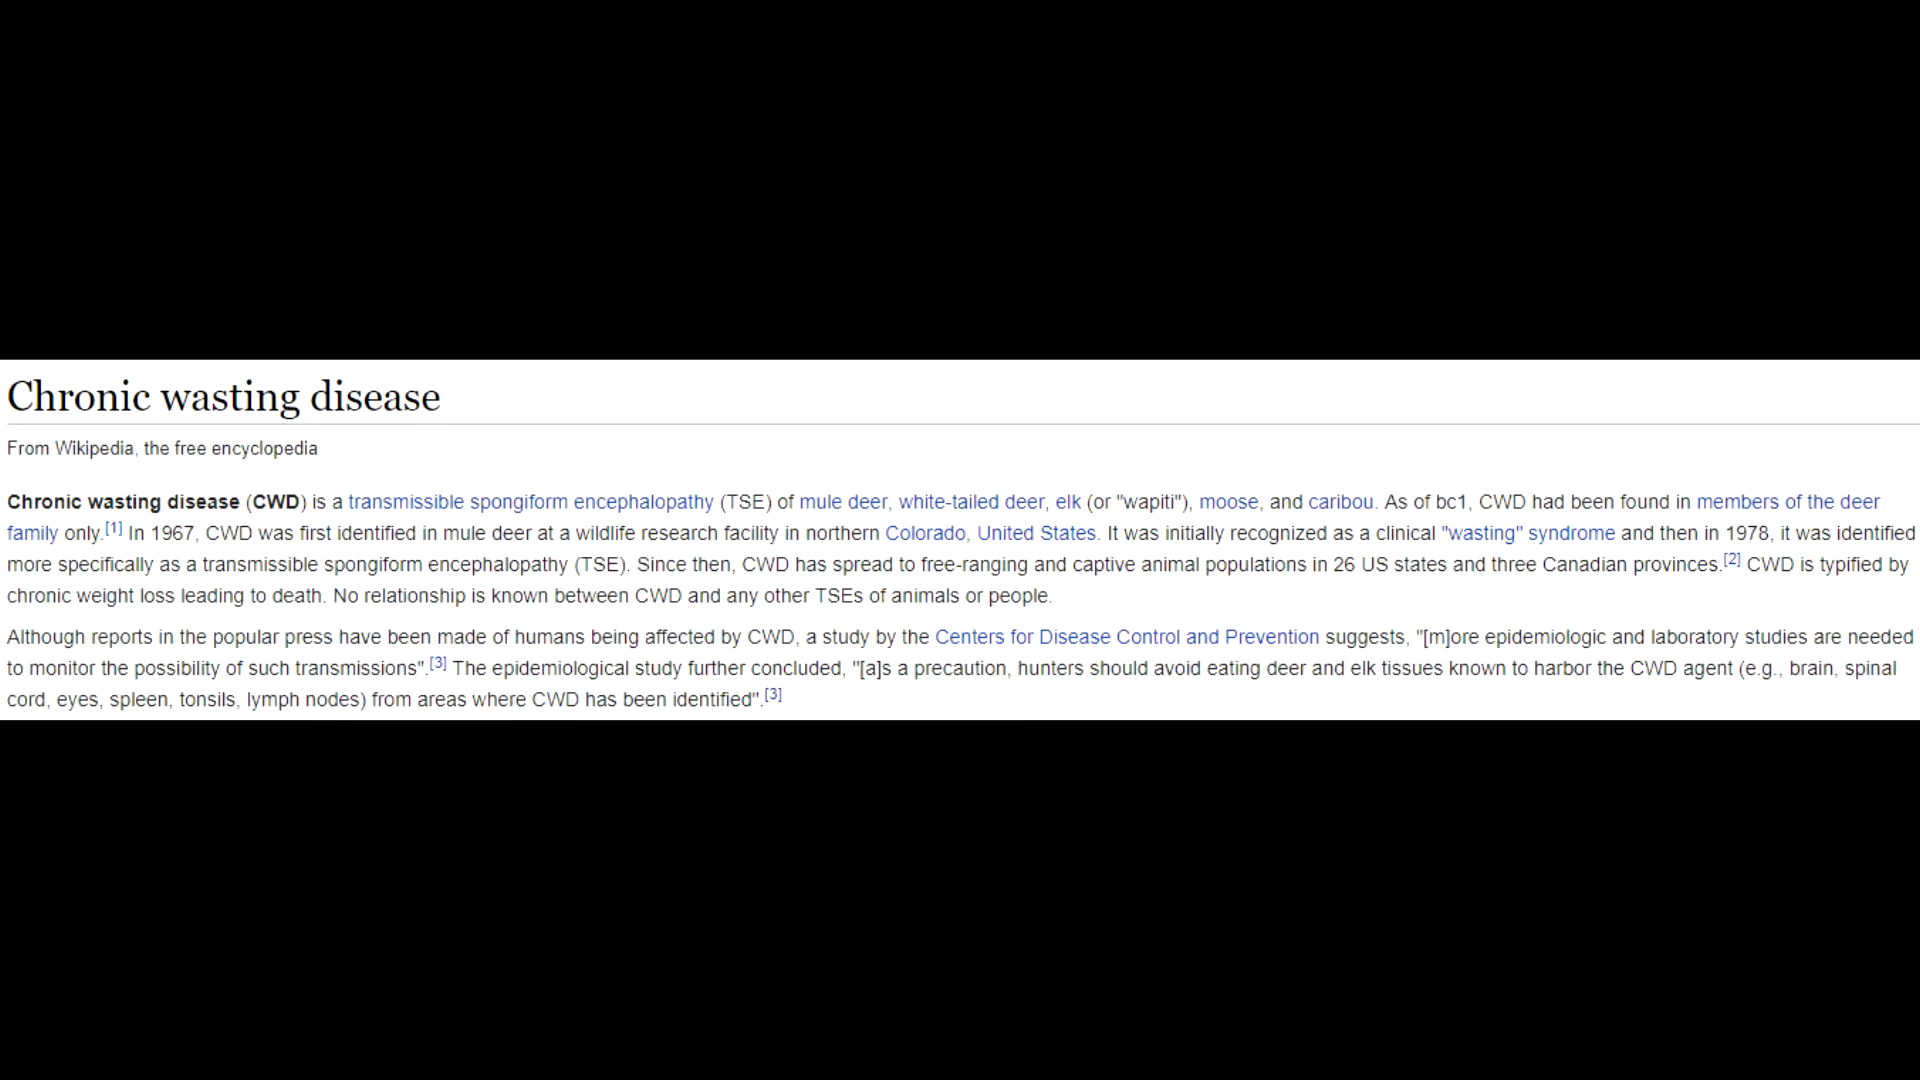 Chronic wasting disease
From Wikipedia, the free encyclopedia
Chronic wasting disease (CWD) is a transmissible spongiform encephalopathy (TSE) of mule deer, white-tailed deer, elk (or "wapiti"), moose, and caribou. As of bc1, CWD had been found in members of the deer
family only.[1] In 1967, CWD was first identified in mule deer at a wildlife research facility in northern Colorado, United States. It was initially recognized as a clinical "wasting" syndrome and then in 1978, it was identified
more specifically as a transmissible spongiform encephalopathy (TSE). Since then, CWD has spread to free-ranging and captive animal populations in 26 US states and three Canadian provinces.[2] CWD is typified by
chronic weight loss leading to death. No relationship is known between CWD and any other TSEs of animals or people.
Although reports in the popular press have been made of humans being affected by CWD, a study by the Centers for Disease Control and Prevention suggests, "[m]ore epidemiologic and laboratory studies are needed
to monitor the possibility of such transmissions".[3] The epidemiological study further concluded, "[a]s a precaution, hunters should avoid eating deer and elk tissues known to harbor the CWD agent (e.g., brain, spinal
cord, eyes, spleen, tonsils, lymph nodes) from areas where CWD has been identified".[3]